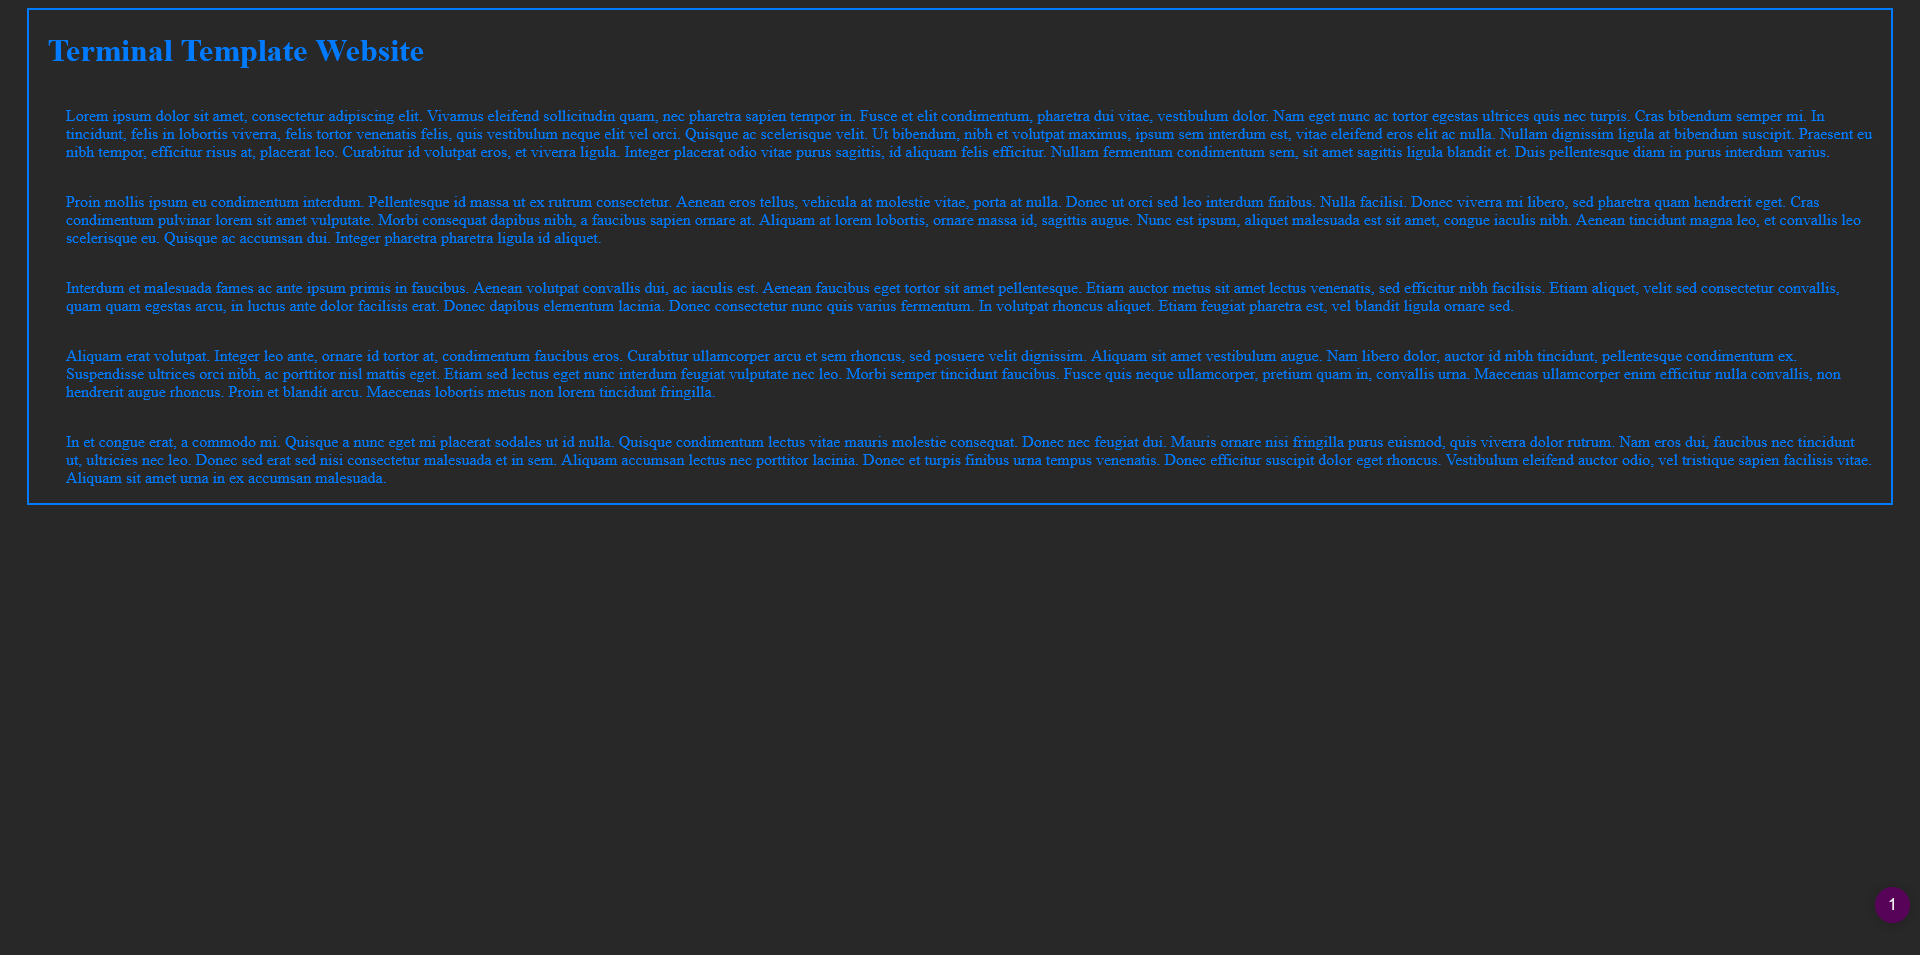 Terminal Template Website
Lorem ipsum dolor sit amet, consectetur adipiscing elit. Vivamus eleifend sollicitudin quam, nec pharetra sapien tempor in. Fusce et elit condimentum, pharetra dui vitae, vestibulum dolor. Nam eget nunc ac tortor egestas ultrices quis nec turpis. Cras bibendum semper mi. In
tincidunt, felis in lobortis viverra, felis tortor venenatis felis, quis vestibulum neque elit vel orci. Quisque ac scelerisque velit. Ut bibendum, nibh et volutpat maximus, ipsum sem interdum est, vitae eleifend eros elit ac nulla. Nullam dignissim ligula at bibendum suscipit. Praesent eu
nibh tempor, efficitur risus at, placerat leo. Curabitur id volutpat eros, et viverra ligula. Integer placerat odio vitae purus sagittis, id aliquam felis efficitur. Nullam fermentum condimentum sem, sit amet sagittis ligula blandit et. Duis pellentesque diam in purus interdum varius.
Proin mollis ipsum eu condimentum interdum. Pellentesque id massa ut ex rutrum consectetur. Aenean eros tellus, vehicula at molestie vitae, porta at nulla. Donec ut orci sed leo interdum finibus. Nulla facilisi. Donec viverra mi libero, sed pharetra quam hendrerit eget. Cras
condimentum pulvinar lorem sit amet vulputate. Morbi consequat dapibus nibh, a faucibus sapien ornare at. Aliquam at lorem lobortis, ornare massa id, sagittis augue. Nunc est ipsum, aliquet malesuada est sit amet, congue iaculis nibh. Aenean tincidunt magna leo, et convallis leo
scelerisque eu. Quisque ac accumsan dui. Integer pharetra pharetra ligula id aliquet.
Interdum et malesuada fames ac ante ipsum primis in faucibus. Aenean volutpat convallis dui, ac iaculis est. Aenean faucibus eget tortor sit amet pellentesque. Etiam auctor metus sit amet lectus venenatis, sed efficitur nibh facilisis. Etiam aliquet, velit sed consectetur convallis,
quam quam egestas arcu, in luctus ante dolor facilisis erat. Donec dapibus elementum lacinia. Donec consectetur nunc quis varius fermentum. In volutpat rhoncus aliquet. Etiam feugiat pharetra est, vel blandit ligula ornare sed.
Aliquam erat volutpat. Integer leo ante, ornare id tortor at, condimentum faucibus eros. Curabitur ullamcorper arcu et sem rhoncus, sed posuere velit dignissim. Aliquam sit amet vestibulum augue. Nam libero dolor, auctor id nibh tincidunt, pellentesque condimentum ex.
Suspendisse ultrices orci nibh, ac porttitor nisl mattis eget. Etiam sed lectus eget nunc interdum feugiat vulputate nec leo. Morbi semper tincidunt faucibus. Fusce quis neque ullamcorper, pretium quam in, convallis urna. Maecenas ullamcorper enim efficitur nulla convallis, non
hendrerit augue rhoncus. Proin et blandit arcu. Maecenas lobortis metus non lorem tincidunt fringilla.
In et congue erat, a commodo mi. Quisque a nunc eget mi placerat sodales ut id nulla. Quisque condimentum lectus vitae mauris molestie consequat. Donec nec feugiat dui. Mauris ornare nisi fringilla purus euismod, quis viverra dolor rutrum. Nam eros dui, faucibus nec tincidunt
ut, ultricies nec leo. Donec sed erat sed nisi consectetur malesuada et in sem. Aliquam accumsan lectus nec porttitor lacinia. Donec et turpis finibus urna tempus venenatis. Donec efficitur suscipit dolor eget rhoncus. Vestibulum eleifend auctor odio, vel tristique sapien facilisis vitae.
Aliquam sit amet urna in ex accumsan malesuada.
1